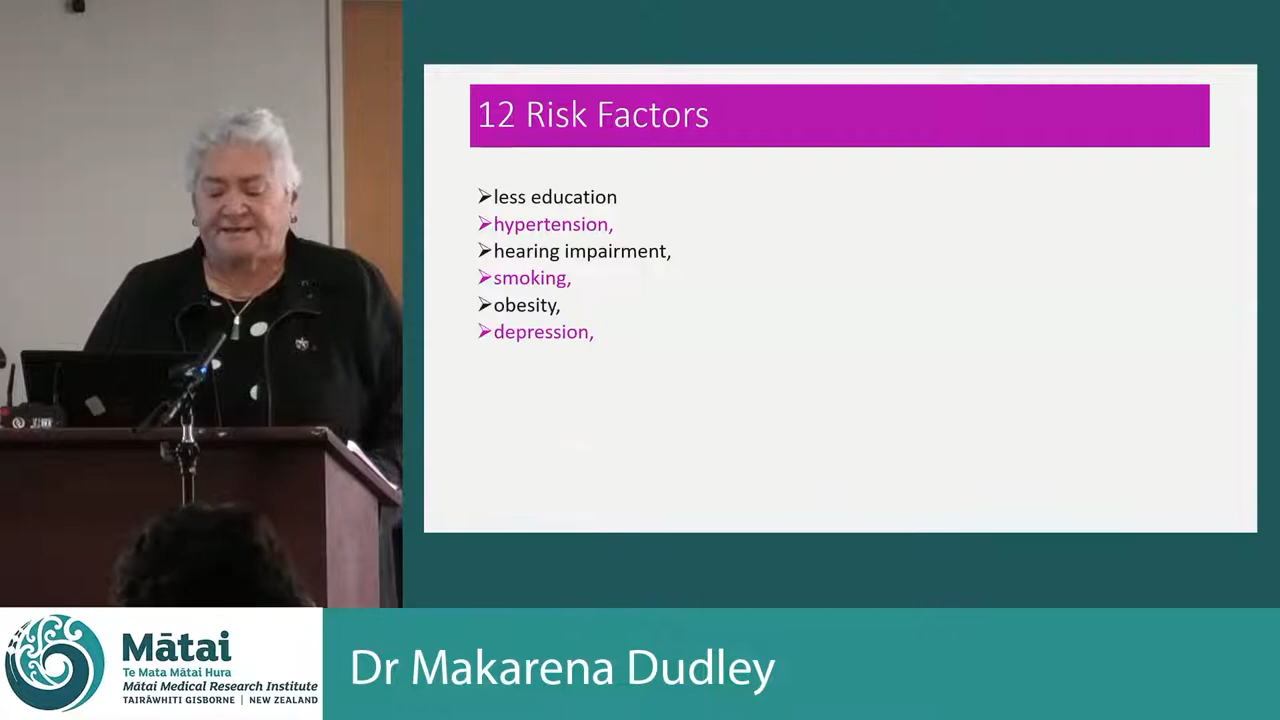 12 Risk Factors
➢less education
➢hypertension,
➢hearing impairment,
➢smoking,
➢obesity,
➢depression,
Mātai
Te Mata Mātai Hura
Mātai Medical Research Institute
TAIRĀWHITI GISBORNE | NEW ZEALAND
Dr Makarena Dudley